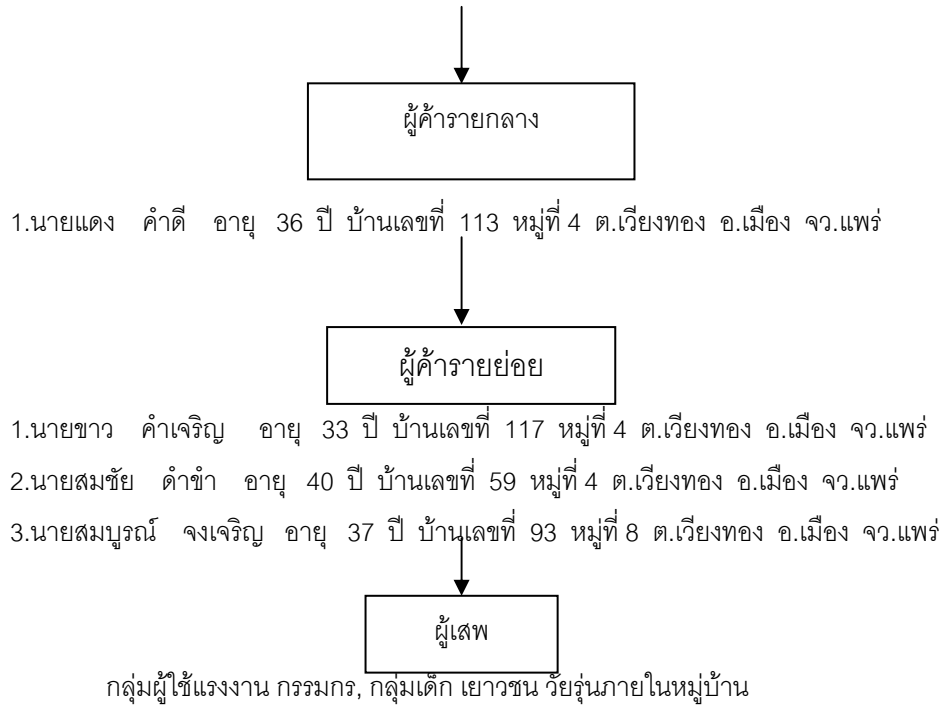 ผู้ค้ารายกลาง
1.นายแดง คำดี อายุ 36 ปี บ้านเลขที่ 113 หมู่ที่ 4 ต.เวียงทอง อ.เมือง จว.แพร่
ผู้ค้ารายย่อย
1.นายขาว คำเจริญ อายุ 33 ปี บ้านเลขที่ 117 หมู่ที่ 4 ต.เวียงทอง อ.เมือง จว.แพร่
2.นายสมชัย ดำขำ อายุ 40 ปี บ้านเลขที่ 59 หมู่ที่ 4 ต.เวียงทอง อ.เมือง จว.แพร่
3.นายสมบูรณ์ จงเจริญ อายุ 37 ปี บ้านเลขที่ 93 หมู่ที่ 8 ต.เวียงทอง อ.เมือง จว.แพร่
ผู้เสพ
กลุ่มผู้ใช้แรงงาน กรรมกร, กลุ่มเด็ก เยาวชน วัยรุ่นภายในหมู่บ้าน